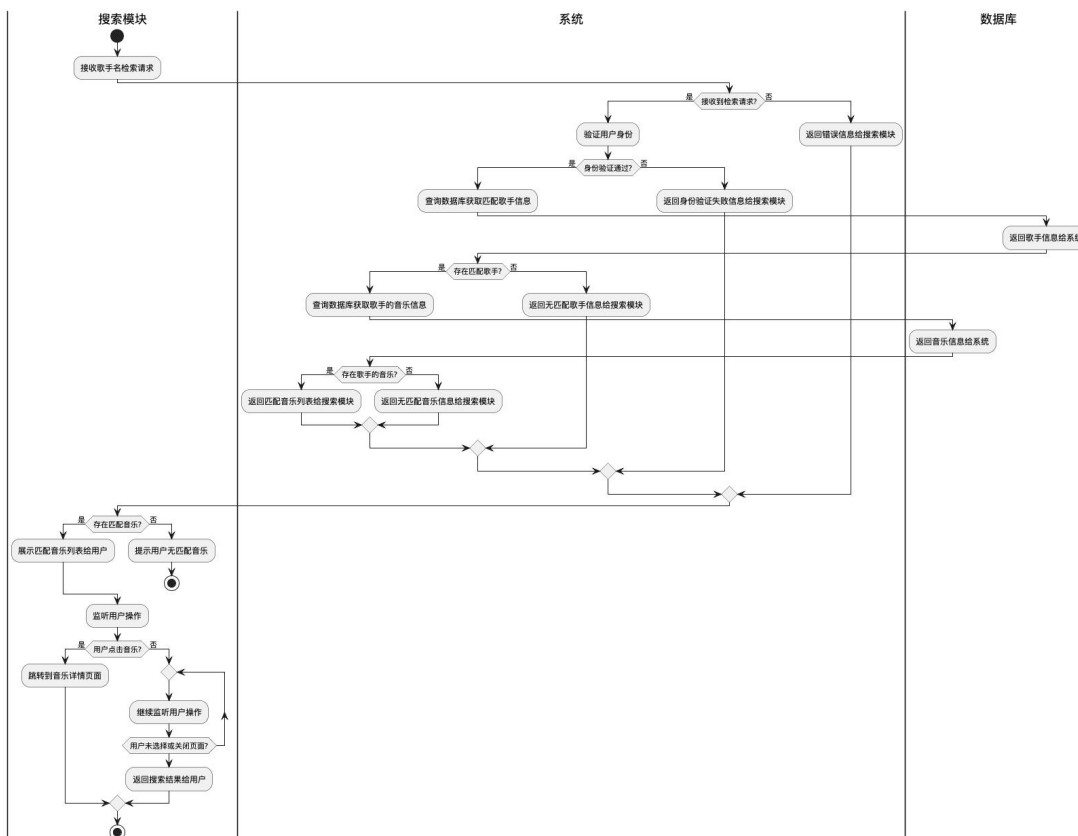 搜索模块
系统
数据库
接收歌手名检索请求
是
接收到检索请求?
否
验证用户身份
返回错误信息给搜索模块
是
身份验证通过?
否
查询数据库获取匹配歌手信息
返回身份验证失败信息给搜索模块
返回歌手信息给系统
是
存在匹配歌手?
否
查询数据库获取歌手的音乐信息
返回无匹配歌手信息给搜索模块
返回音乐信息给系统
是
存在歌手的音乐?
否
返回匹配音乐列表给搜索模块
返回无匹配音乐信息给搜索模块
是
存在匹配音乐?
否
展示匹配音乐列表给用户
提示用户无匹配音乐
监听用户操作
是
用户点击音乐?
否
跳转到音乐详情页面
继续监听用户操作
用户未选择或关闭页面?
返回搜索结果给用户